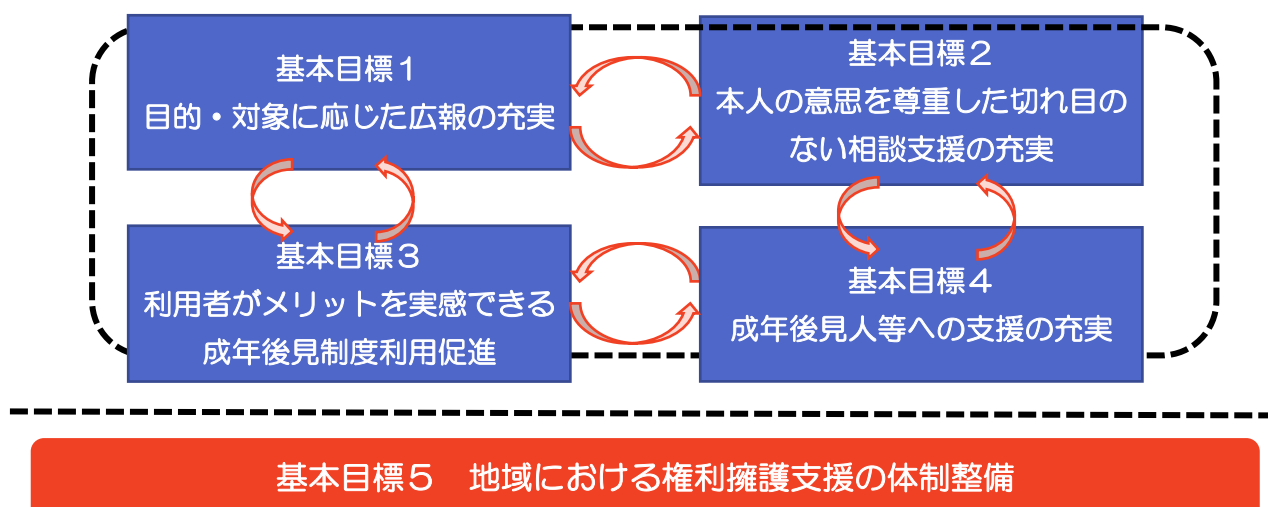 基本目標１
目的・対象に応じた広報の充実
基本目標２
本人の意思を尊重した切れ目の
ない相談支援の充実
基本目標３
利用者がメリットを実感できる
成年後見制度利用促進
基本目標４
成年後見人等への支援の充実
基本目標５　地域における権利擁護支援の体制整備